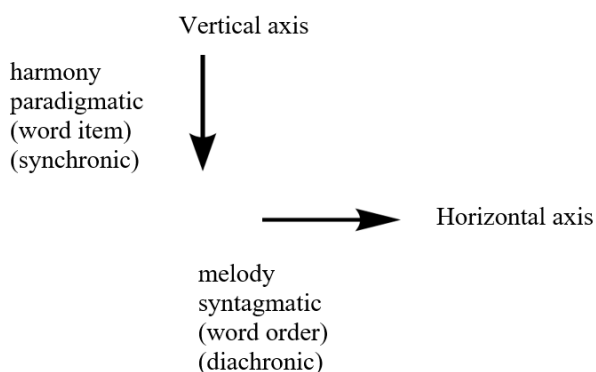 Vertical axis
harmony
paradigmatic
(word item)
(synchronic)
Horizontal axis
melody
syntagmatic
(word order)
(diachronic)